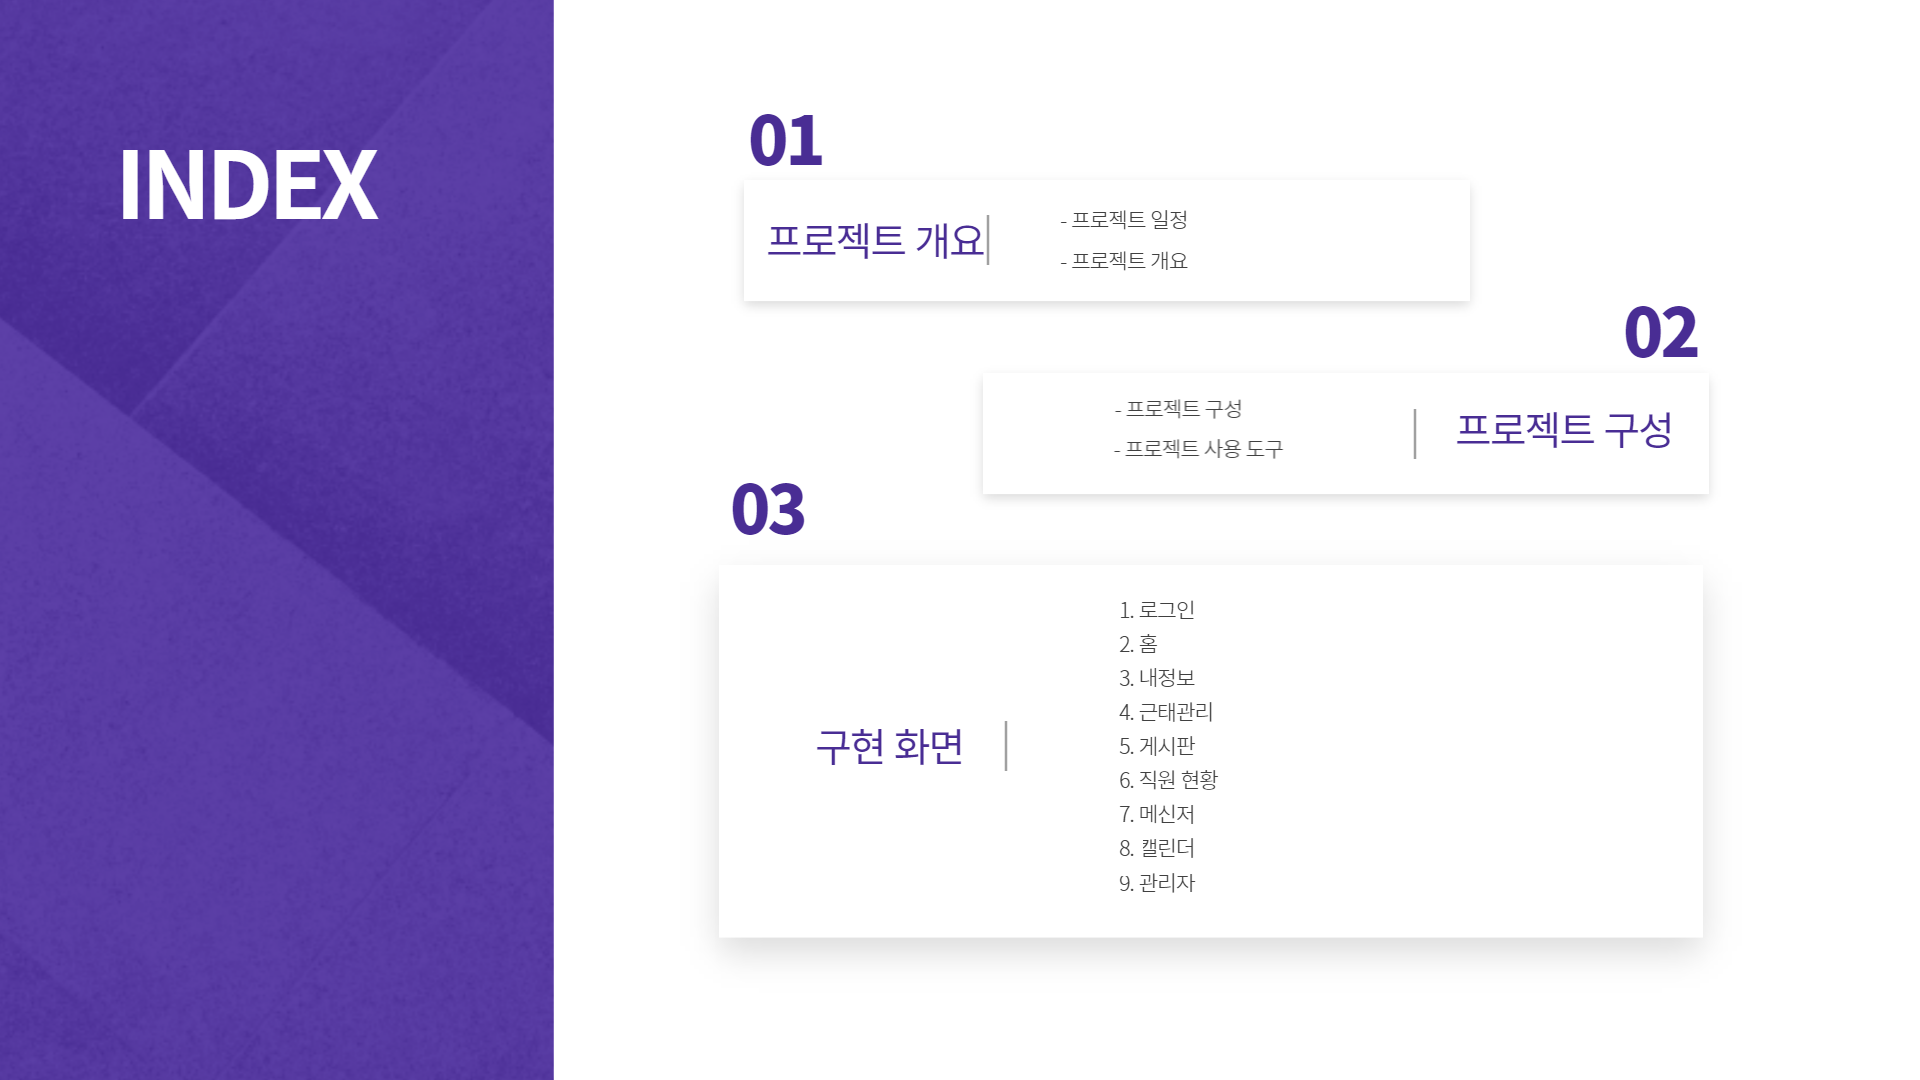 INDEX
01
프로젝트 개요
- 프로젝트 일정
- 프로젝트 개요
02
- 프로젝트 구성
- 프로젝트 사용 도구
프로젝트 구성
03
구현 화면
1. 로그인
2. 홈
3. 내정보
4. 근태관리
5. 게시판
6. 직원 현황
7. 메신저
8. 캘린더
9. 관리자